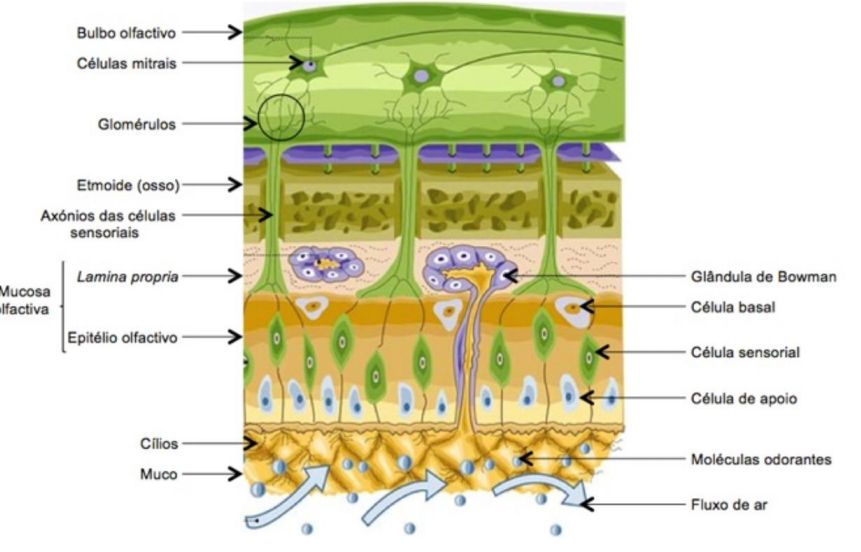 Bulbo olfactivo
Células mitrais
Glomérulos
Etmoide (osso)
Axónios das células
sensoriais
Lamina propria
Mucosa
olfactiva
Epitélio olfactivo
Cílios
Muco
Glândula de Bowman
Célula basal
Célula sensorial
Célula de apoio
Moléculas odorantes
Fluxo de ar